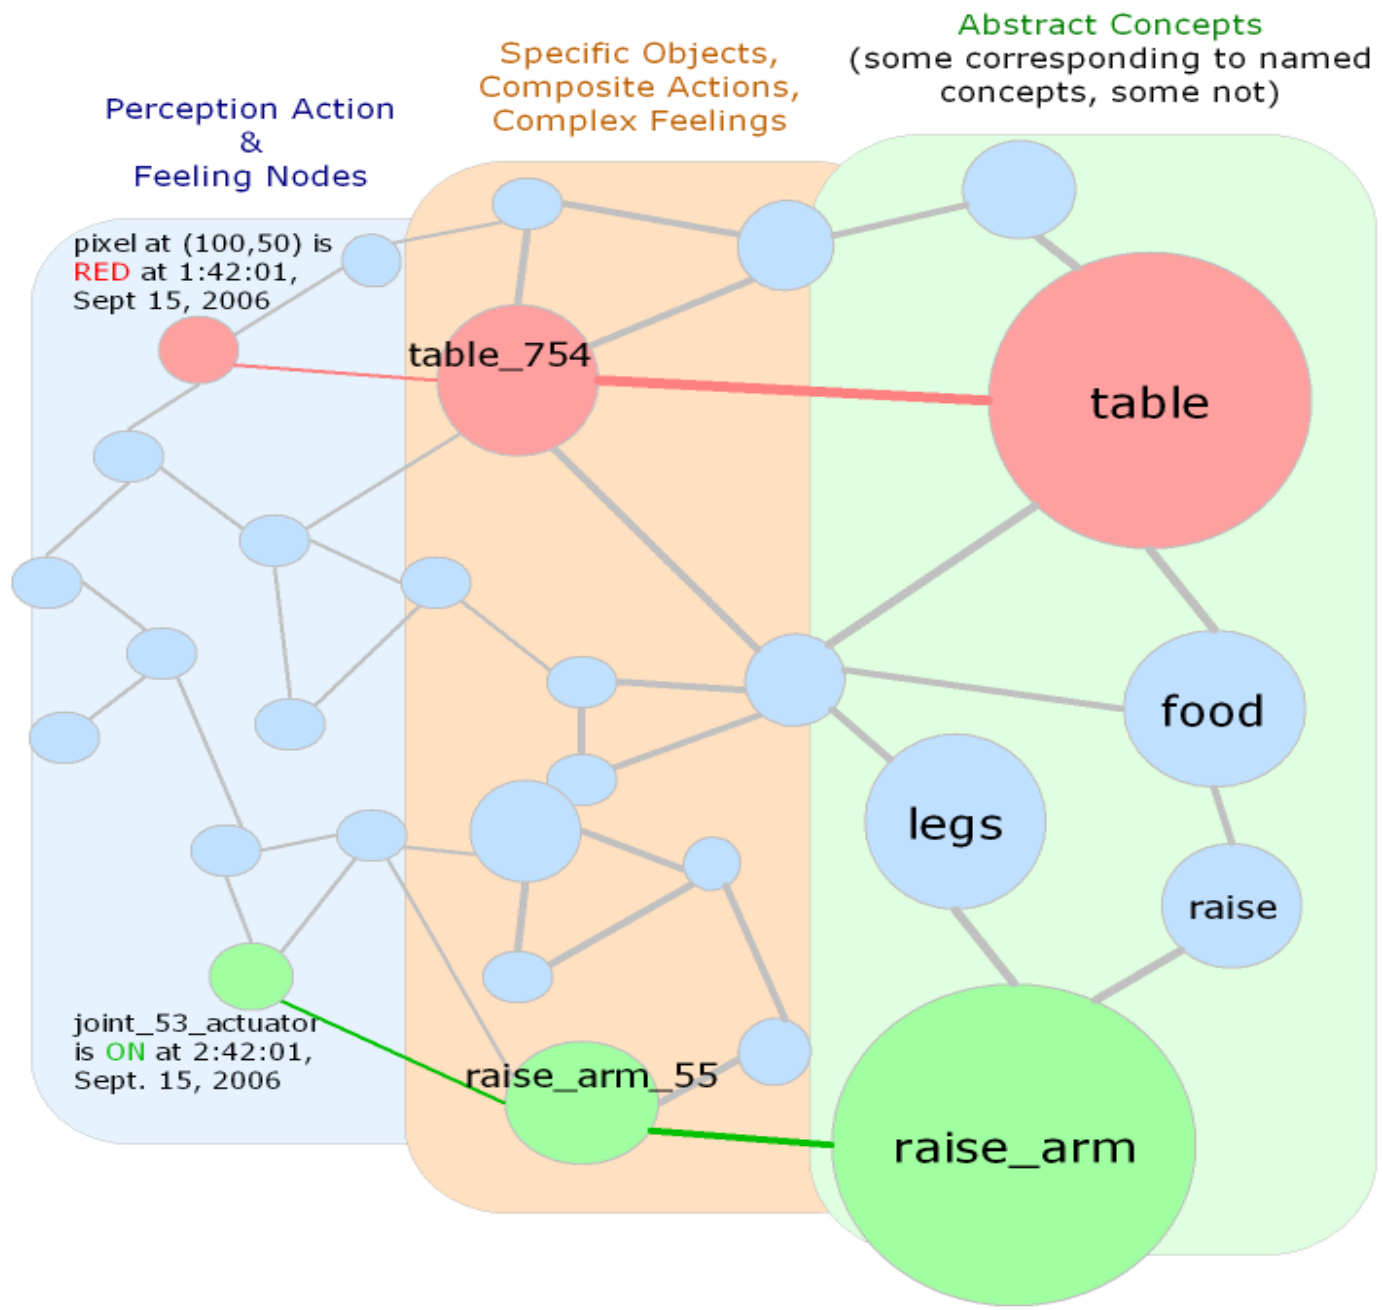 Perception Action
&
Feeling Nodes
Specific Objects,
Composite Actions,
Complex Feelings
Abstract Concepts
(some corresponding to named
concepts, some not)
pixel at (100,50) is
RED at 1:42:01,
Sept 15, 2006
table_754
table
food
legs
raise
joint_53_actuator
is ON at 2:42:01,
Sept. 15, 2006
raise_arm_55
raise_arm